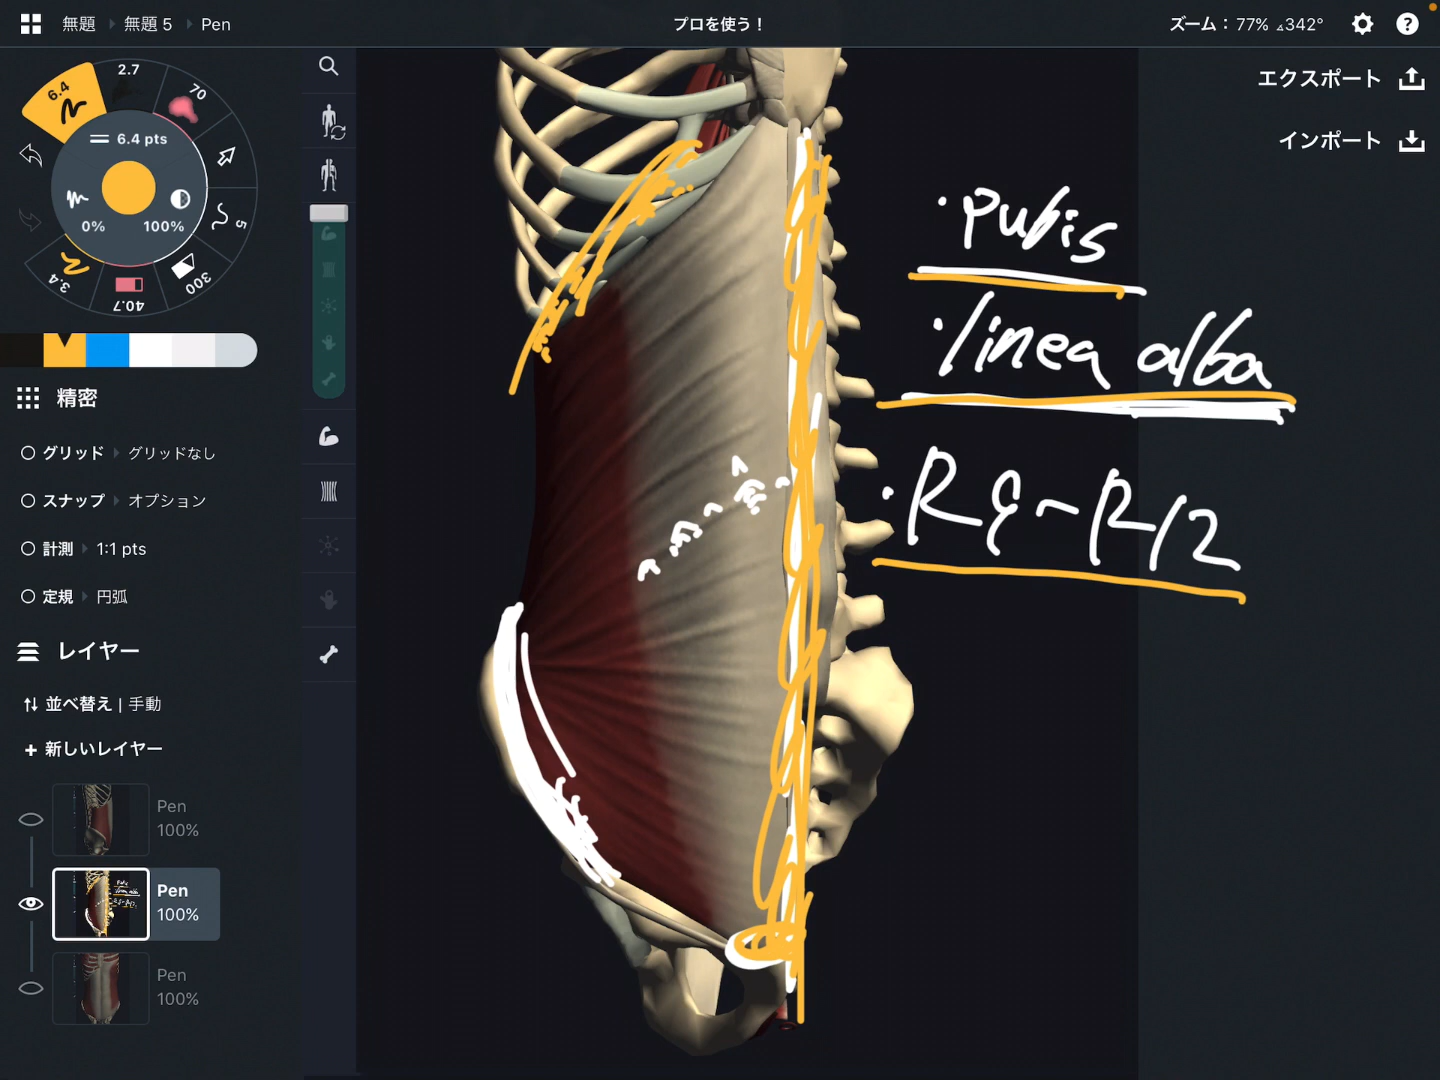 無題 無題 5 Pen
プロを使う！
ズーム： 77% ⊿342°
エクスポート
インポート
2.7
6.4
70
6.4 pts
0% 100%
5
3.4
40.7
300
精密
グリッド グリッドなし
スナップ オプション
計測 1:1 pts
定規 円弧
レイヤー
並べ替え | 手動
+ 新しいレイヤー
Pen
100%
Pen
100%
Pen
100%
・pubis
・linea alba
・R9~R12